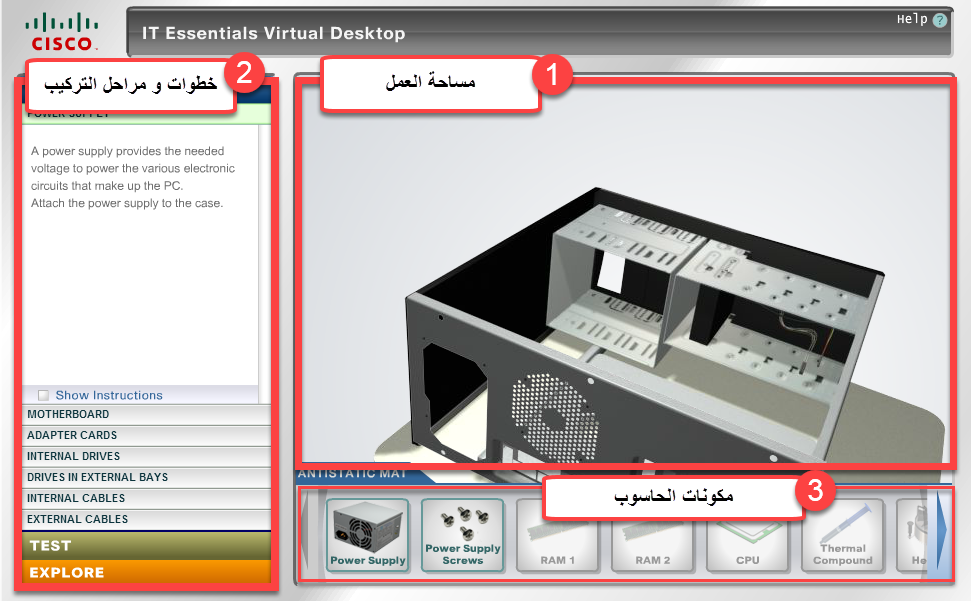 CISCO
IT Essentials Virtual Desktop
Help ?
خطوات و مراحل التركيب
2
POWER SUPPLY
A power supply provides the needed
voltage to power the various electronic
circuits that make up the PC.
Attach the power supply to the case.
Show Instructions
MOTHERBOARD
ADAPTER CARDS
INTERNAL DRIVES
DRIVES IN EXTERNAL BAYS
INTERNAL CABLES
EXTERNAL CABLES
TEST
EXPLORE
مساحة العمل
1
ANTISTATIC MAT
مكونات الحاسوب
3
Power Supply
Power Supply
Screws
RAM 1
RAM 2
CPU
Thermal
Compound
He